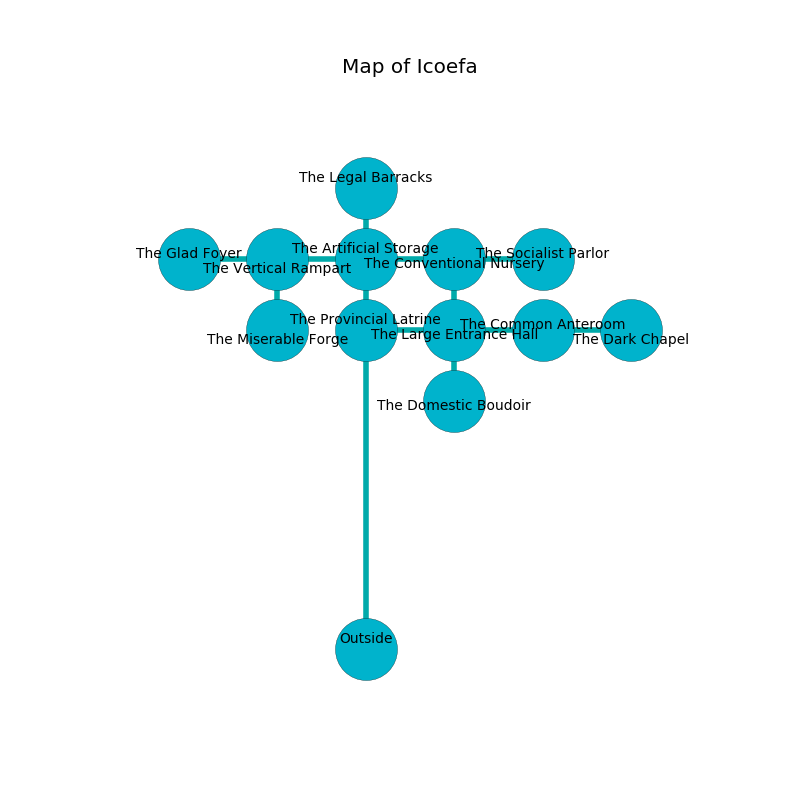 Map of Icoefa
The Legal Barracks
The Artificial Storage
The Glad Foyer
The Socialist Parlor
The Conventional Nursery
The Vertical Rampart
The Provincial Latrine
The Common Anteroom
The Large Entrance Hall
The Miserable Forge
The Dark Chapel
The Domestic Boudoir
Outside